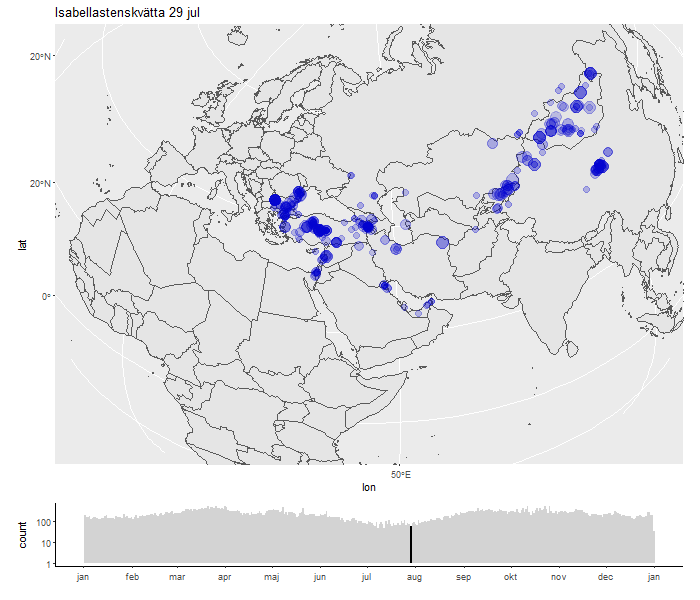 Isabellastenskvätta 29 jul
20°N
20°N
0°
lat
50°E
lon
count
100
10
1
jan feb mar apr maj jun jul aug sep okt nov dec jan